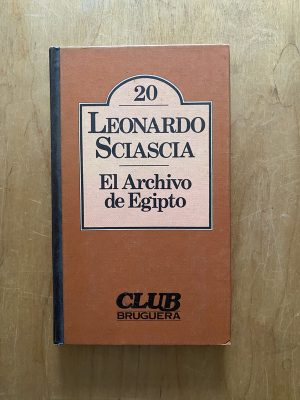 20
LEONARDO
SCIASCIA
El Archivo
de Egipto
CLUB
BRUGUERA